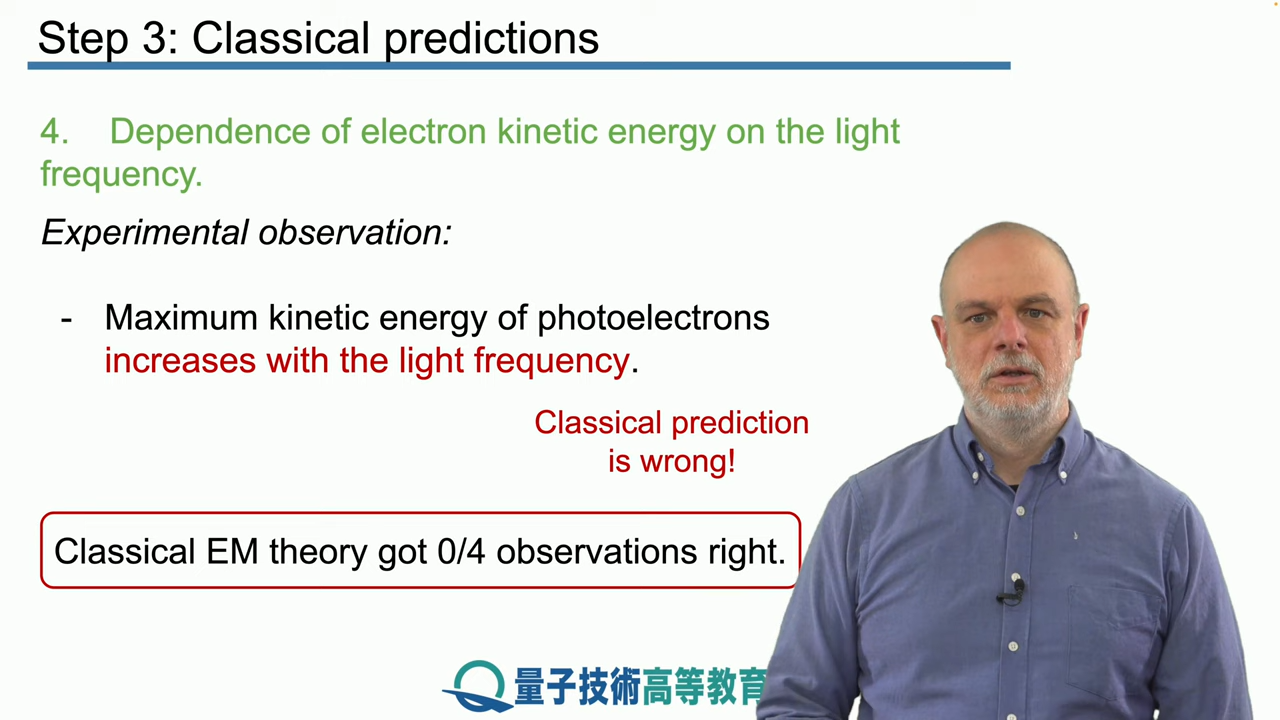 Step 3: Classical predictions
4. Dependence of electron kinetic energy on the light
frequency.
Experimental observation:
- Maximum kinetic energy of photoelectrons
increases with the light frequency.
Classical prediction
is wrong!
Classical EM theory got 0/4 observations right.
量子技術高等教育